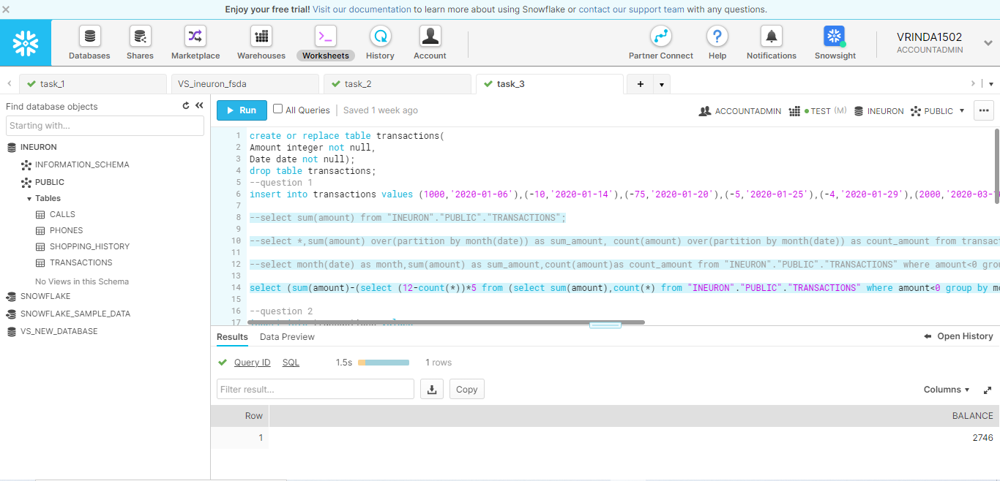 Enjoy your free trial! Visit our documentation to learn more about using Snowflake or contact our support team with any questions.
Databases Shares Marketplace Warehouses Worksheets History Account Partner Connect Help Notifications Snowsight
VRINDA1502
ACCOUNTADMIN
task_1 VS_ineuron_fsda task_2 task_3
Find database objects
Starting with...
INEURON
INFORMATION_SCHEMA
PUBLIC
Tables
CALLS
PHONES
SHOPPING_HISTORY
TRANSACTIONS
No Views in this Schema
SNOWFLAKE
SNOWFLAKE_SAMPLE_DATA
VS_NEW_DATABASE
Run All Queries Saved 1 week ago ACCOUNTADMIN TEST (M) INEURON PUBLIC
1 create or replace table transactions(
2 Amount integer not null,
3 Date date not null);
4 drop table transactions;
5 --question 1
6 insert into transactions values (1000,'2020-01-06'),(-10,'2020-01-14'),(-75,'2020-01-20'),(-5,'2020-01-25'),(-4,'2020-01-29'),(2000,'2020-03-
7
8 --select sum(amount) from "INEURON"."PUBLIC"."TRANSACTIONS";
9
10 --select *,sum(amount) over(partition by month(date)) as sum_amount, count(amount) over(partition by month(date)) as count_amount from transac
11
12 --select month(date) as month,sum(amount) as sum_amount,count(amount)as count_amount from "INEURON"."PUBLIC"."TRANSACTIONS" where amount<0 grou
13
14 select (sum(amount)-(select (12-count(*))*5 from (select sum(amount),count(*) from "INEURON"."PUBLIC"."TRANSACTIONS" where amount<0 group by mo
15
16 --question 2
17
Results Data Preview Open History
Query ID SQL 1.5s 1 rows
Filter result... Copy Columns
Row BALANCE
1 2746